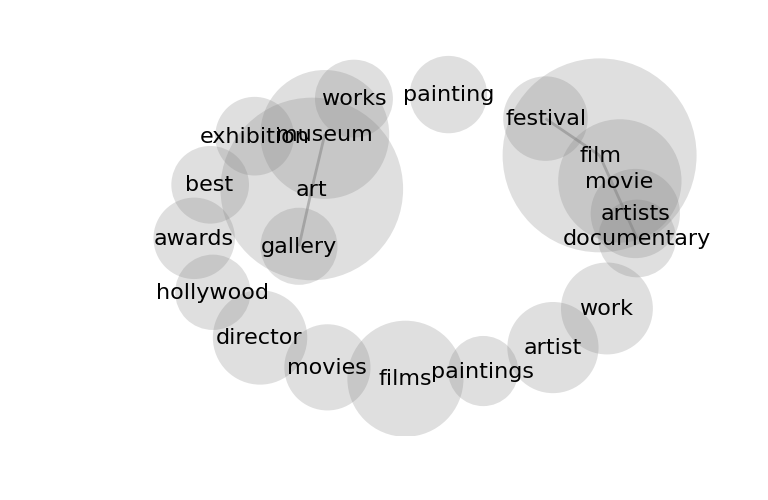 works
painting
festival
exhibition
museum
film
best
movie
art
artists
awards
gallery
documentary
hollywood
work
director
artist
movies
films
paintings